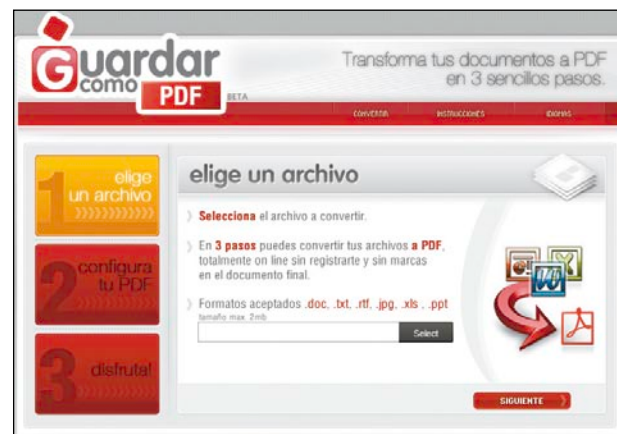 Guardar
como PDF
BETA
Transforma tus documentos a PDF
en 3 sencillos pasos.
CONVERTIR INSTRUCCIONES IDIOMAS
1 elige
un archivo
2 configura
tu PDF
3 disfruta!
elige un archivo
Selecciona el archivo a convertir.
En 3 pasos puedes convertir tus archivos a PDF,
totalmente on line sin registrarte y sin marcas
en el documento final.
Formatos aceptados .doc, .txt, .rtf, .jpg, .xls , .ppt
tamaño max. 2mb
Select
SIGUIENTE